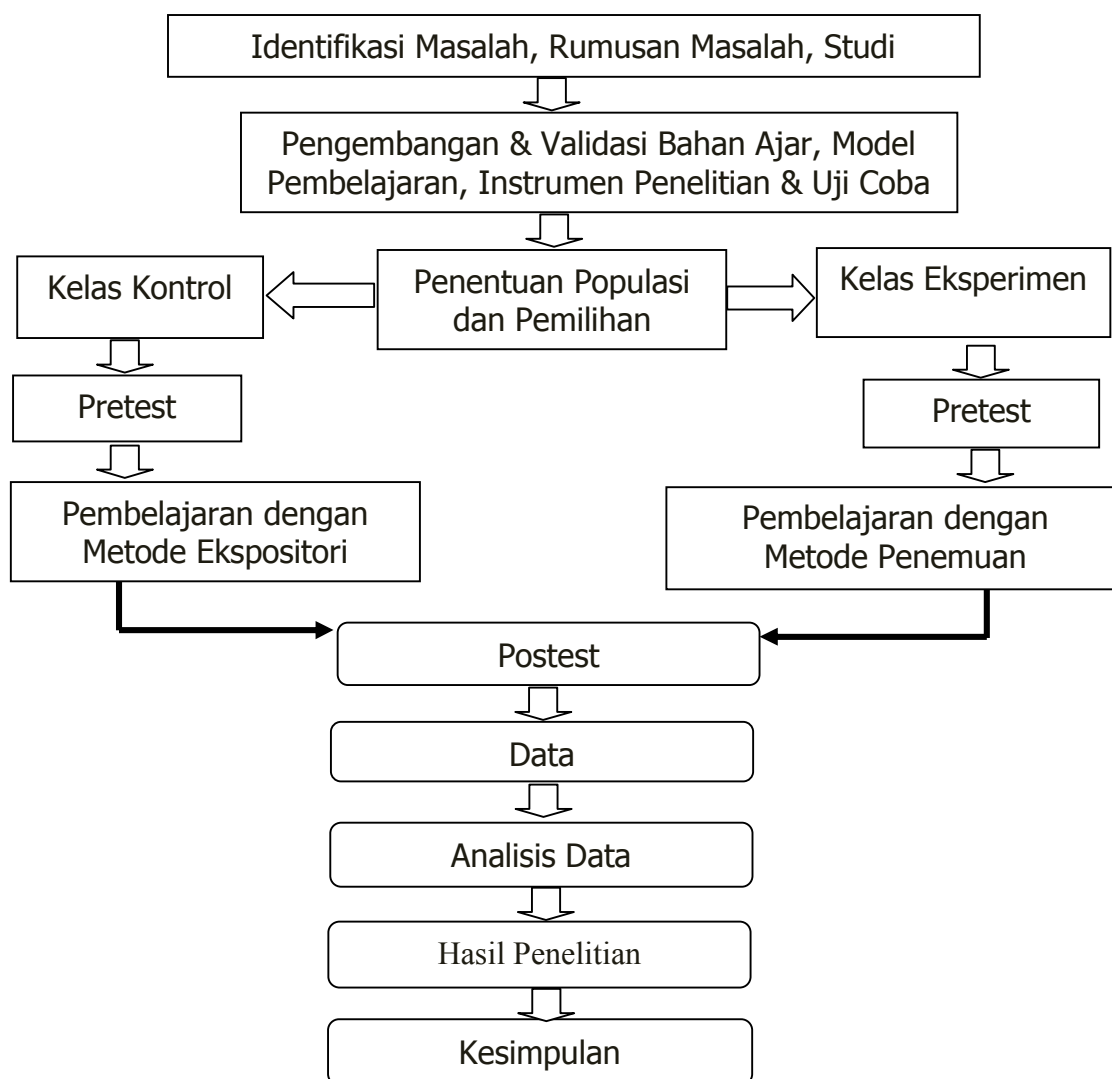 Identifikasi Masalah, Rumusan Masalah, Studi
Pengembangan & Validasi Bahan Ajar, Model
Pembelajaran, Instrumen Penelitian & Uji Coba
Kelas Kontrol
Penentuan Populasi
dan Pemilihan
Kelas Eksperimen
Pretest
Pretest
Pembelajaran dengan
Metode Ekspositori
Pembelajaran dengan
Metode Penemuan
Postest
Data
Analisis Data
Hasil Penelitian
Kesimpulan